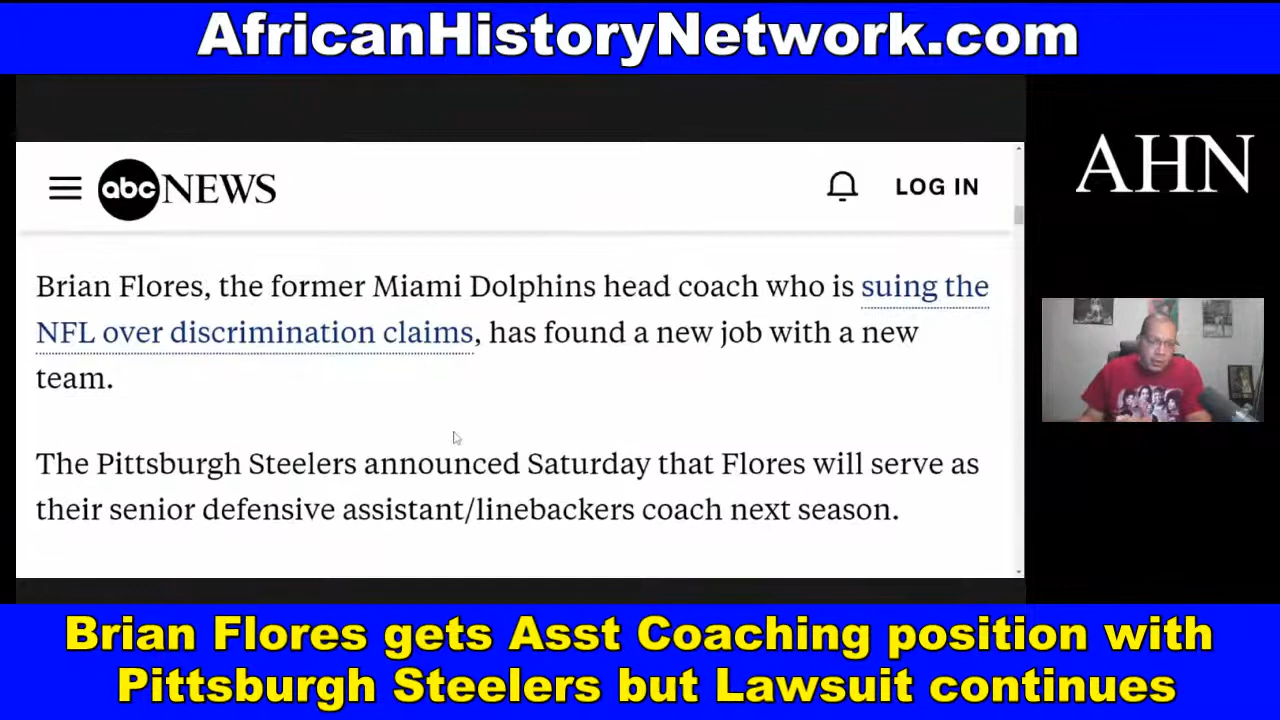 AfricanHistoryNetwork.com
AHN
abc NEWS
LOG IN
Brian Flores, the former Miami Dolphins head coach who is suing the
NFL over discrimination claims, has found a new job with a new
team.
The Pittsburgh Steelers announced Saturday that Flores will serve as
their senior defensive assistant/linebackers coach next season.
Brian Flores gets Asst Coaching position with
Pittsburgh Steelers but Lawsuit continues